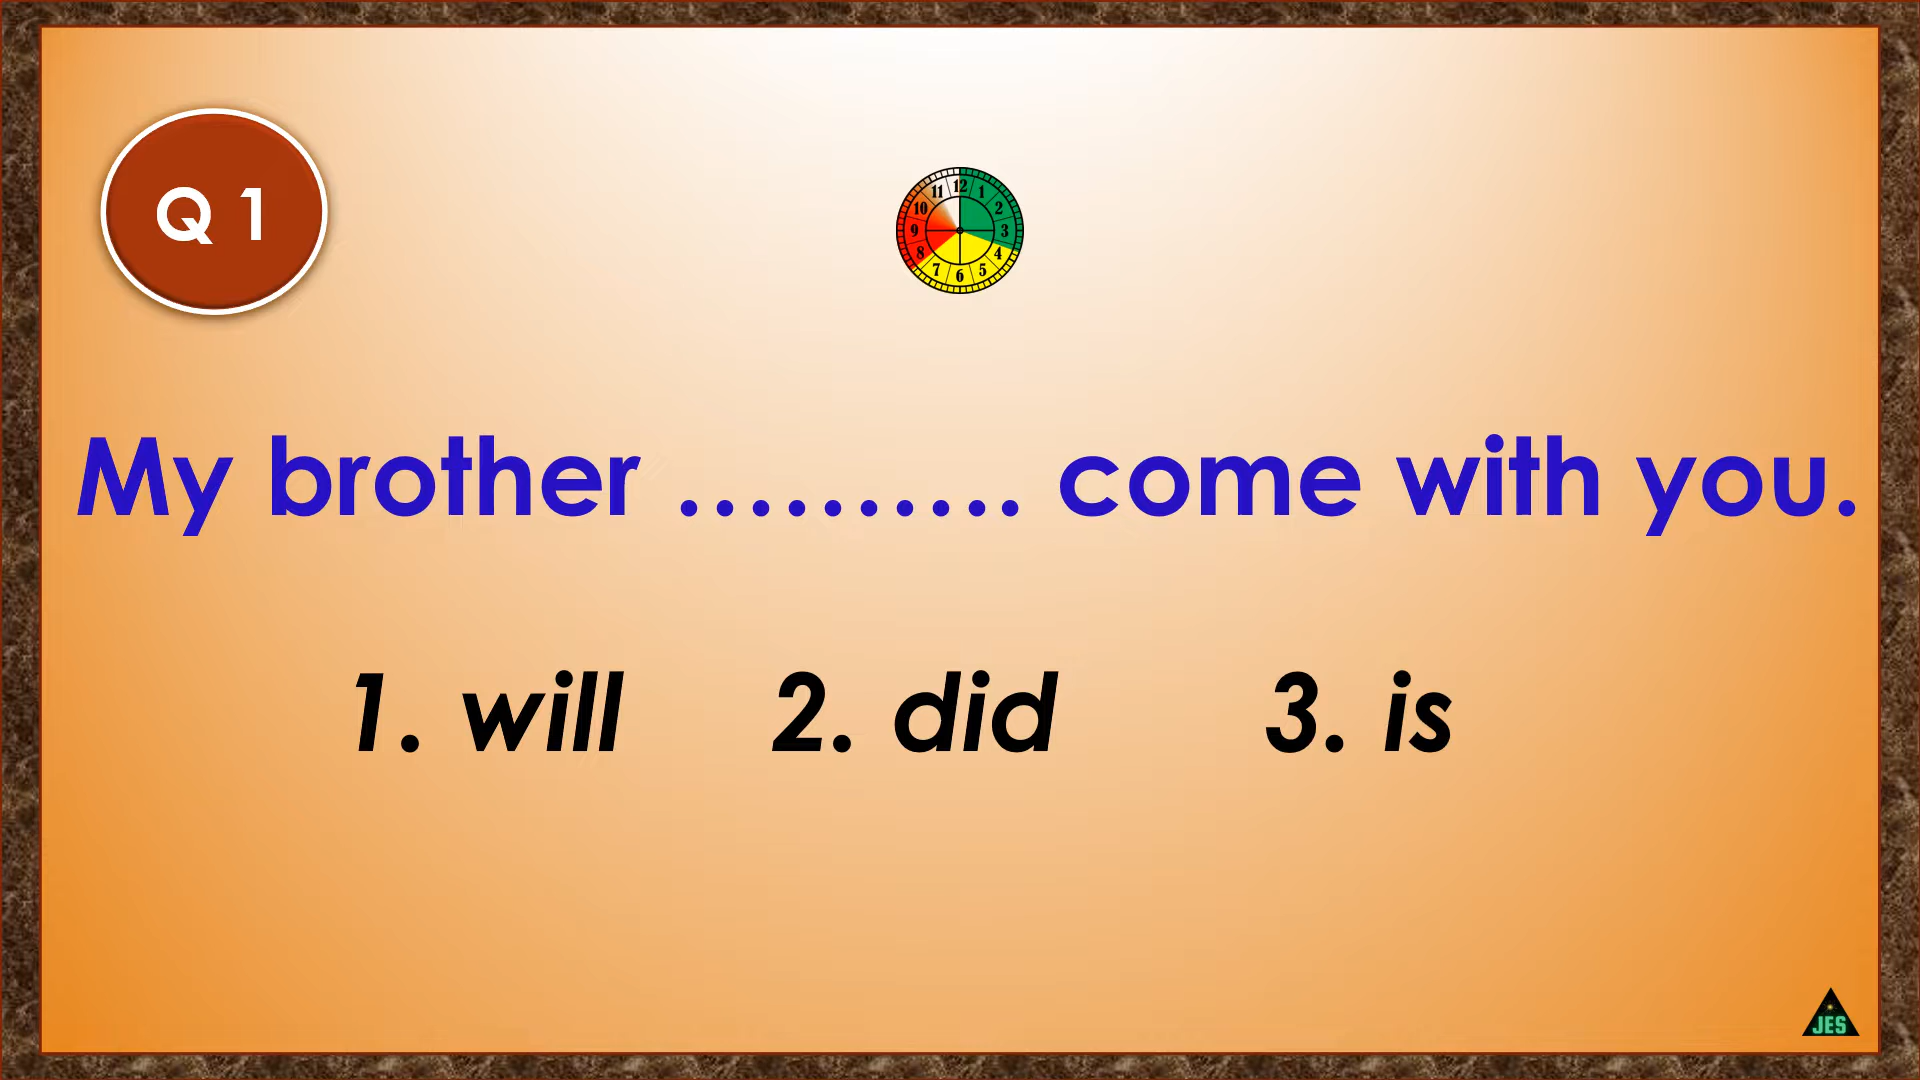 Q 1
12
11 1
10 2
9 3
8 4
7 6 5
My brother .......... come with you.
1. will 2. did 3. is
JES